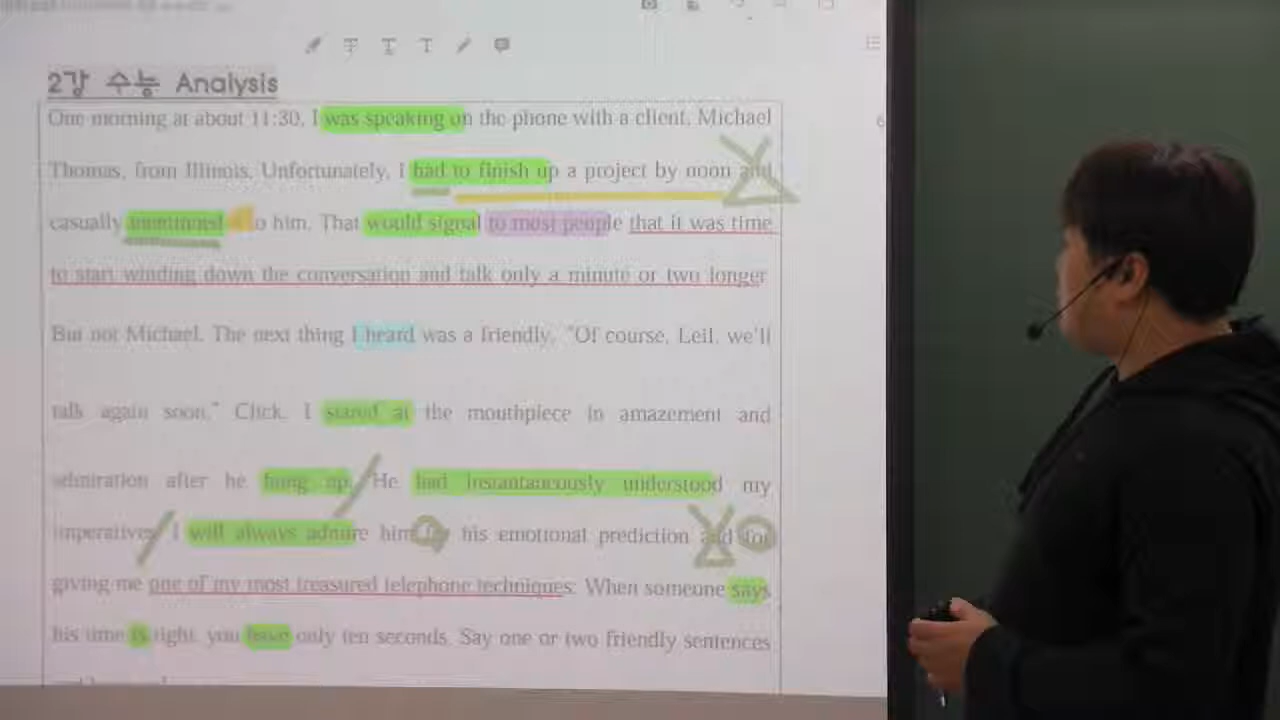 2강 수능 Analysis
One morning at about 11:30, I was speaking on the phone with a client, Michael
Thomas, from Illinois. Unfortunately, I had to finish up a project by noon and
casually mentioned to him. That would signal to most people that it was time
to start winding down the conversation and talk only a minute or two longer
But not Michael. The next thing I heard was a friendly, "Of course, Leil, we'll
talk again soon." Click. I stared at the mouthpiece in amazement and
admiration after he hung up. He had instantaneously understood my
imperatives I will always admire him for his emotional prediction and for
giving me one of my most treasured telephone techniques: When someone says
his time is tight, you have only ten seconds. Say one or two friendly sentences